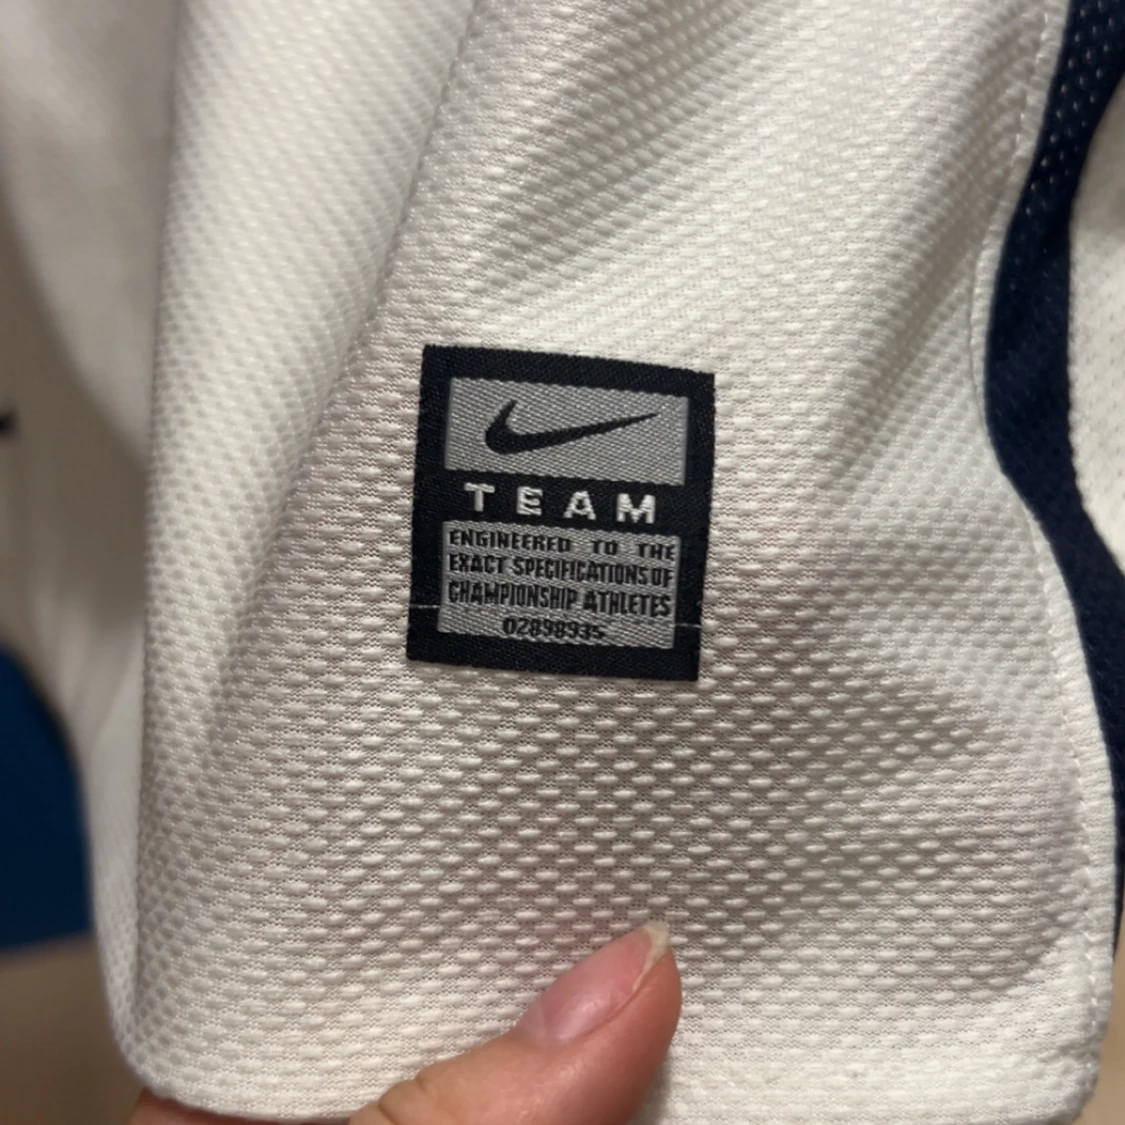 TEAM
ENGINEERED TO THE
EXACT SPECIFICATIONS OF
CHAMPIONSHIP ATHLETES
02898935